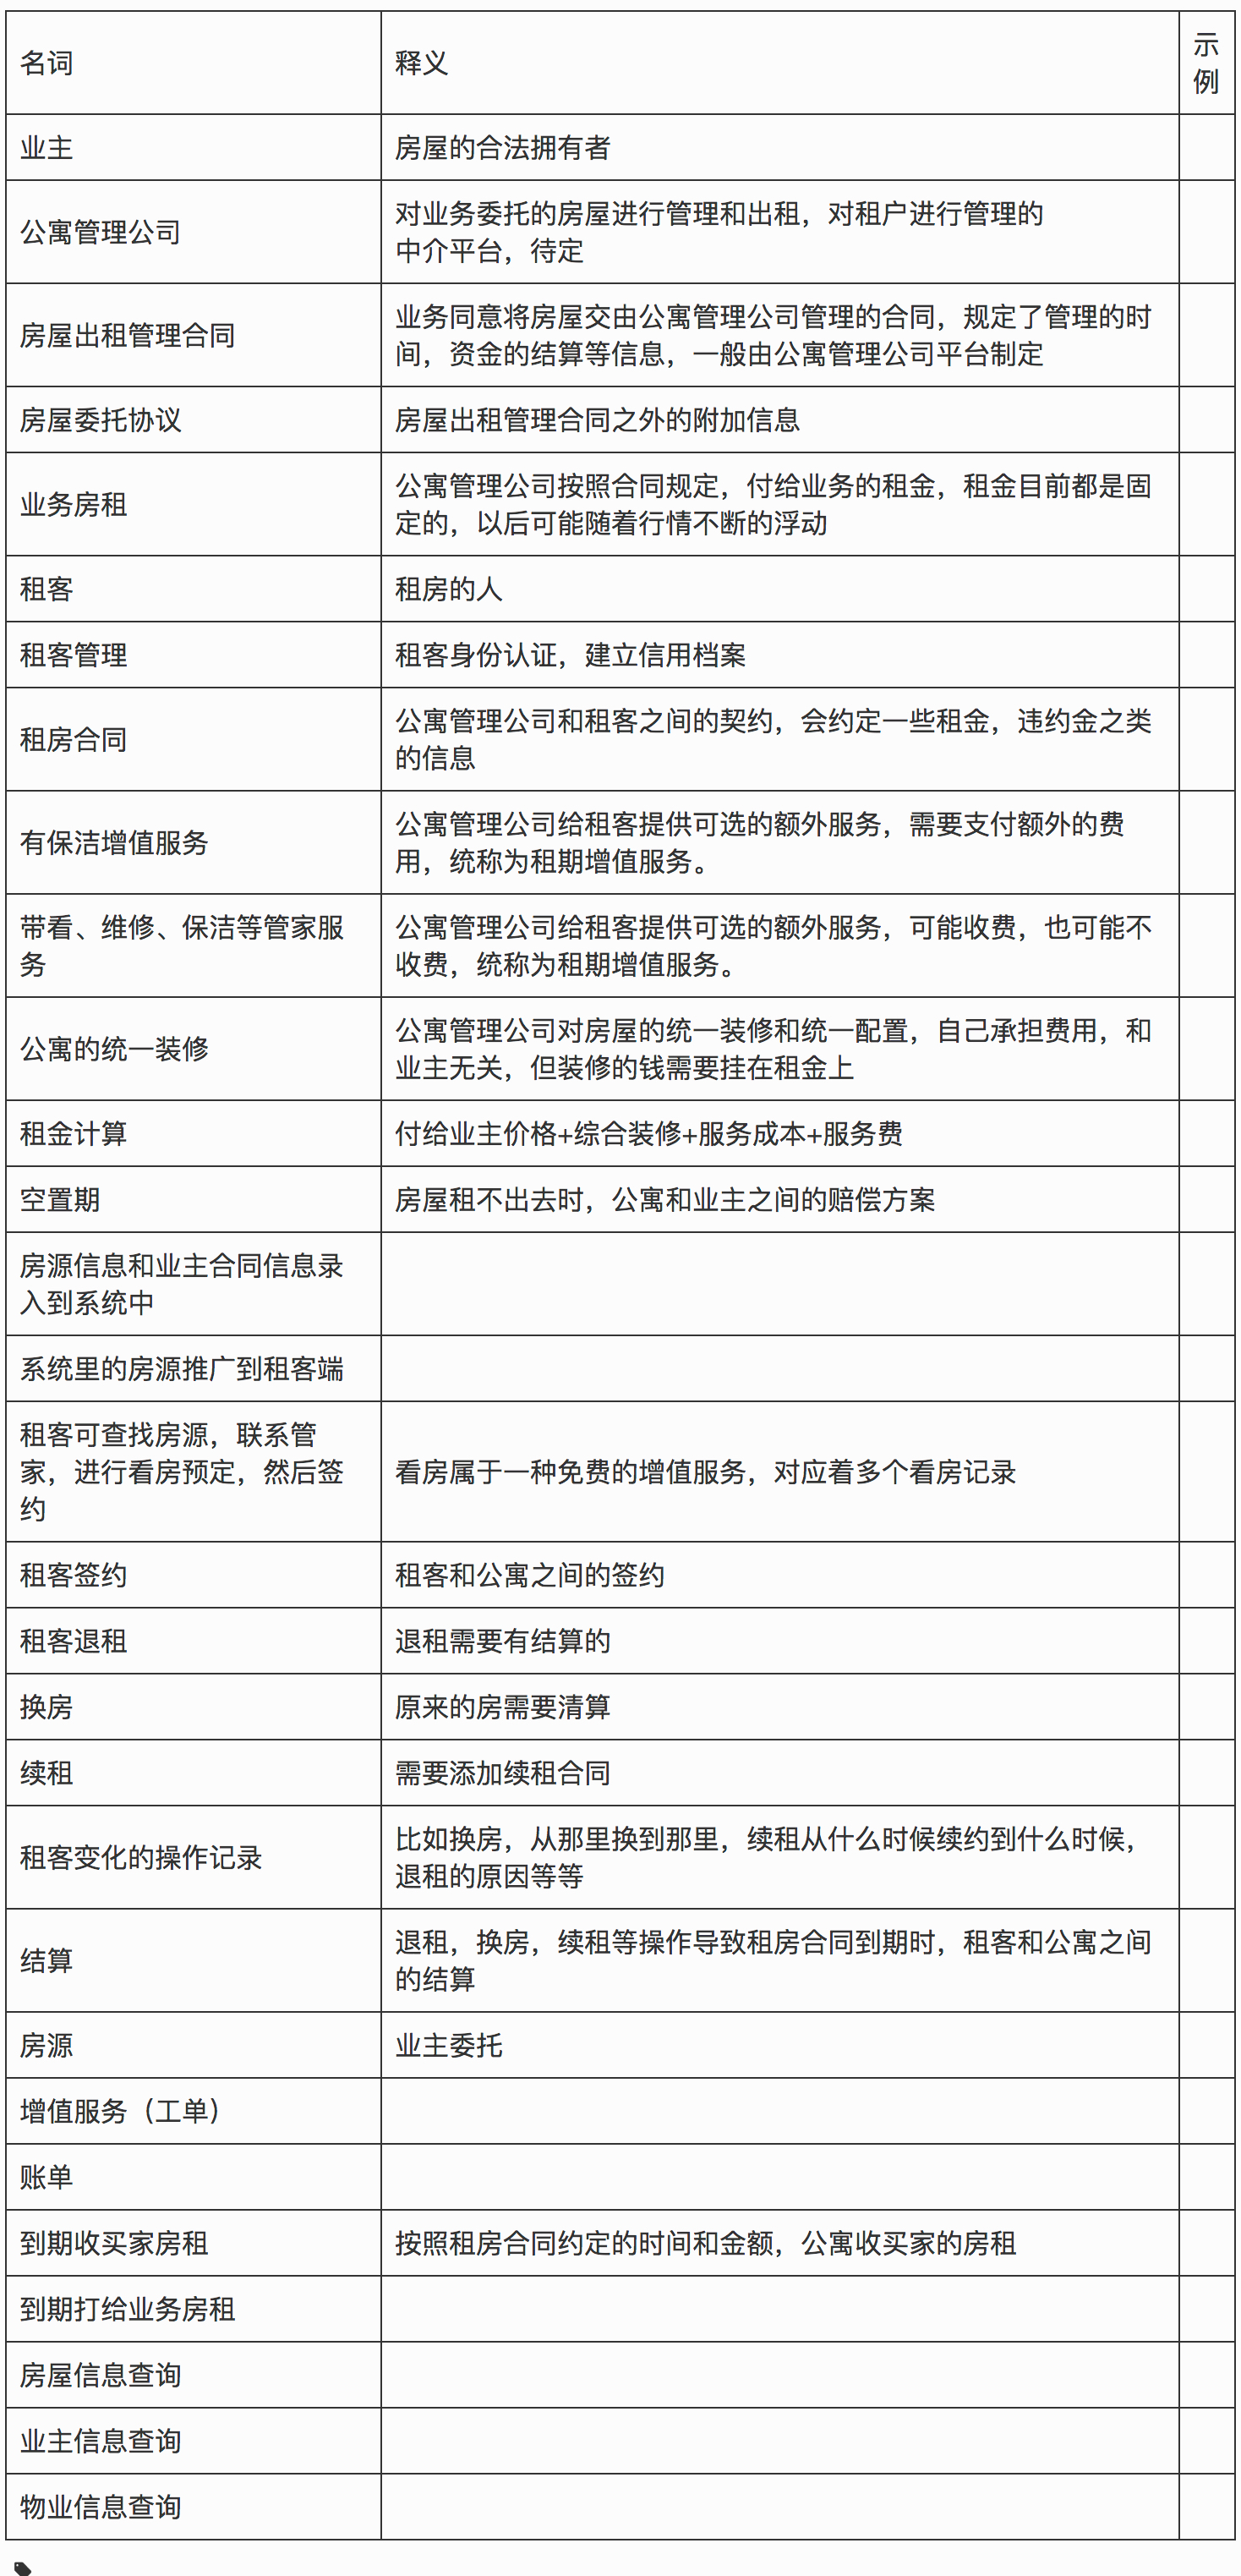 名词
释义
示
例
业主
房屋的合法拥有者
公寓管理公司
对业务委托的房屋进行管理和出租，对租户进行管理的
中介平台，待定
房屋出租管理合同
业务同意将房屋交由公寓管理公司管理的合同，规定了管理的时
间，资金的结算等信息，一般由公寓管理公司平台制定
房屋委托协议
房屋出租管理合同之外的附加信息
业务房租
公寓管理公司按照合同规定，付给业务的租金，租金目前都是固
定的，以后可能随着行情不断的浮动
租客
租房的人
租客管理
租客身份认证，建立信用档案
租房合同
公寓管理公司和租客之间的契约，会约定一些租金，违约金之类
的信息
有保洁增值服务
公寓管理公司给租客提供可选的额外服务，需要支付额外的费
用，统称为租期增值服务。
带看、维修、保洁等管家服
务
公寓管理公司给租客提供可选的额外服务，可能收费，也可能不
收费，统称为租期增值服务。
公寓的统一装修
公寓管理公司对房屋的统一装修和统一配置，自己承担费用，和
业主无关，但装修的钱需要挂在租金上
租金计算
付给业主价格+综合装修+服务成本+服务费
空置期
房屋租不出去时，公寓和业主之间的赔偿方案
房源信息和业主合同信息录
入到系统中
系统里的房源推广到租客端
租客可查找房源，联系管
家，进行看房预定，然后签
约
看房属于一种免费的增值服务，对应着多个看房记录
租客签约
租客和公寓之间的签约
租客退租
退租需要有结算的
换房
原来的房需要清算
续租
需要添加续租合同
租客变化的操作记录
比如换房，从那里换到那里，续租从什么时候续约到什么时候，
退租的原因等等
结算
退租，换房，续租等操作导致租房合同到期时，租客和公寓之间
的结算
房源
业主委托
增值服务（工单）
账单
到期收买家房租
按照租房合同约定的时间和金额，公寓收买家的房租
到期打给业务房租
房屋信息查询
业主信息查询
物业信息查询